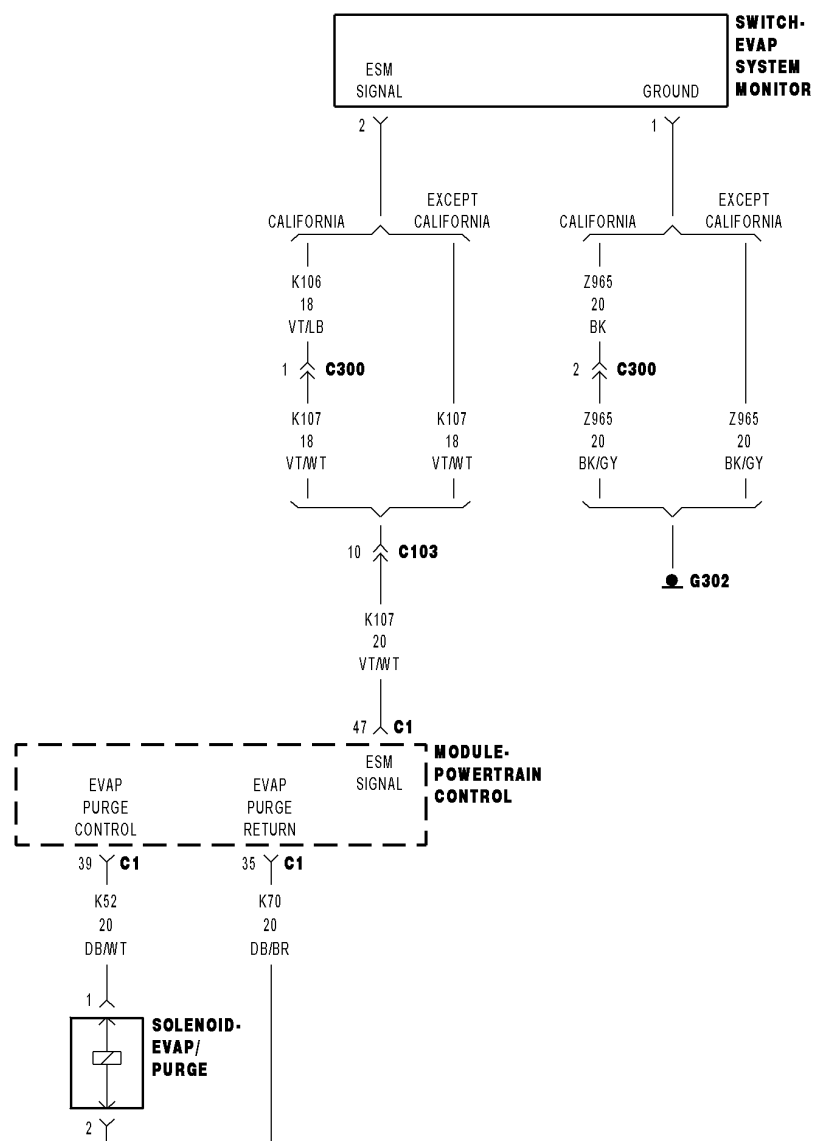 SWITCH-
EVAP
SYSTEM
MONITOR
ESM
SIGNAL
GROUND
2
1
CALIFORNIA
EXCEPT
CALIFORNIA
CALIFORNIA
EXCEPT
CALIFORNIA
K106
18
VT/LB
Z965
20
BK
1
C300
2
C300
K107
18
VT/WT
K107
18
VT/WT
Z965
20
BK/GY
Z965
20
BK/GY
10
C103
G302
K107
20
VT/WT
47
C1
MODULE-
POWERTRAIN
CONTROL
ESM
SIGNAL
EVAP
PURGE
CONTROL
EVAP
PURGE
RETURN
39
C1
35
C1
K52
20
DB/WT
K70
20
DB/BR
1
SOLENOID-
EVAP/
PURGE
2